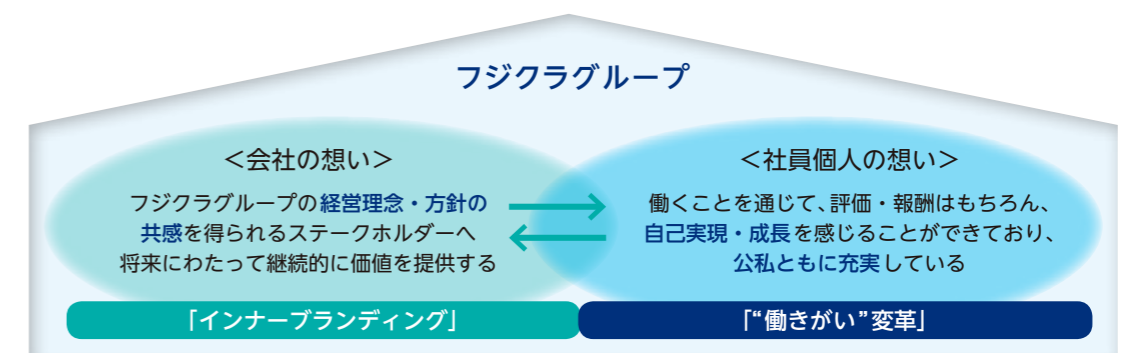 フジクラグループ
＜会社の想い＞
フジクラグループの経営理念・方針の
共感を得られるステークホルダーへ
将来にわたって継続的に価値を提供する
＜社員個人の想い＞
働くことを通じて、評価・報酬はもちろん、
自己実現・成長を感じることができており、
公私ともに充実している
「インナーブランディング」
「“働きがい”変革」